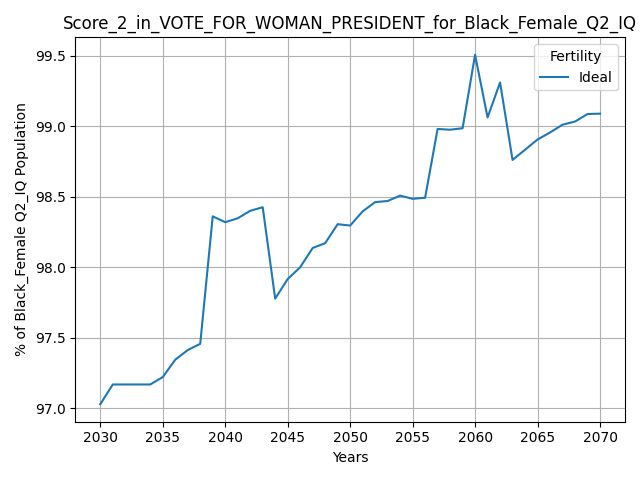 Score_2_in_VOTE_FOR_WOMAN_PRESIDENT_for_Black_Female_Q2_IQ
Fertility
Ideal
% of Black_Female Q2_IQ Population
99.5
99.0
98.5
98.0
97.5
97.0
2030 2035 2040 2045 2050 2055 2060 2065 2070
Years